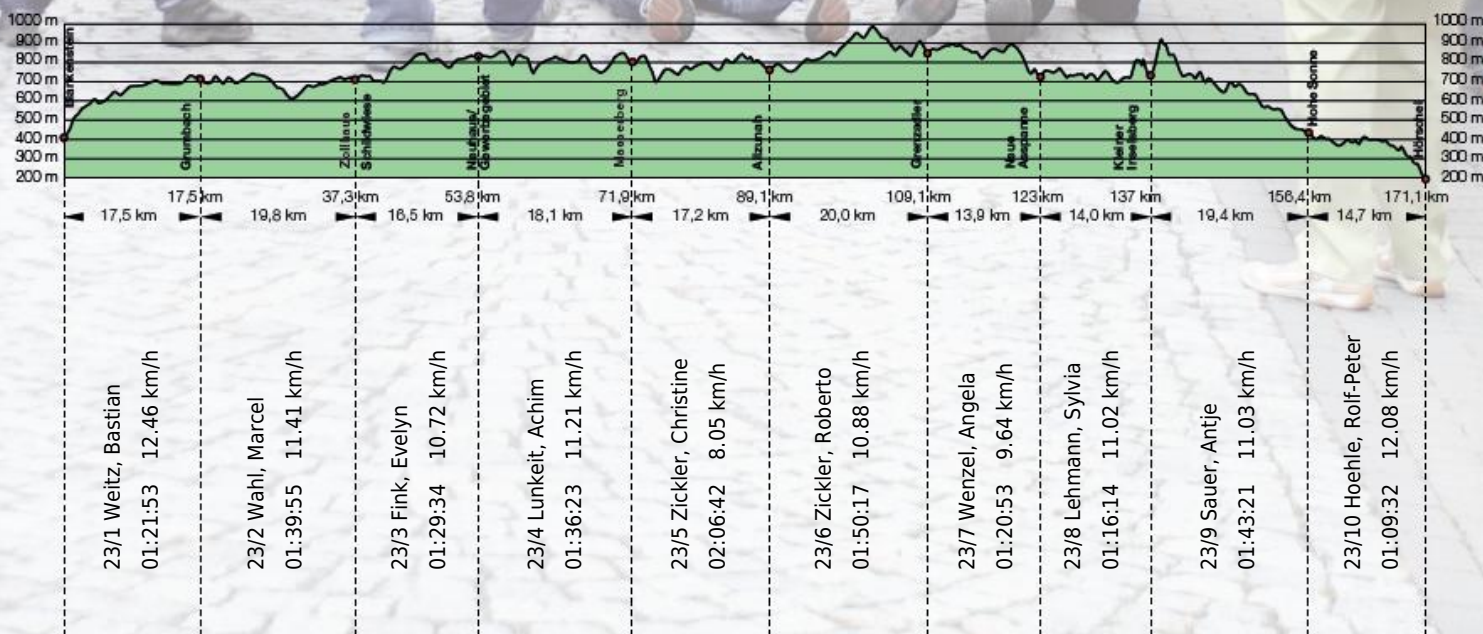 1000 m
900 m
800 m
700 m
600 m
500 m
400 m
300 m
200 m
1000 m
900 m
800 m
700 m
600 m
500 m
400 m
300 m
200 m
Grumbach
Masserberg
Allzunah
Grenzadler
Neue
Kleiner
Inselsberg
Hohe Sonne
Hörschel
17,5 km 37,3 km 53,8 km 71,9 km 89,1 km 109,1 km 123 km 137 km 156,4 km 171,1 km
17,5 km 19,8 km 16,5 km 18,1 km 17,2 km 20,0 km 13,9 km 14,0 km 19,4 km 14,7 km
23/1 Weitz, Bastian
01:21:53 12.46 km/h
23/2 Wahl, Marcel
01:39:55 11.41 km/h
23/3 Fink, Evelyn
01:29:34 10.72 km/h
23/4 Lunkeit, Achim
01:36:23 11.21 km/h
23/5 Zickler, Christine
02:06:42 8.05 km/h
23/6 Zickler, Roberto
01:50:17 10.88 km/h
23/7 Wenzel, Angela
01:20:53 9.64 km/h
23/8 Lehmann, Sylvia
01:16:14 11.02 km/h
23/9 Sauer, Antje
01:43:21 11.03 km/h
23/10 Hoehle, Rolf-Peter
01:09:32 12.08 km/h